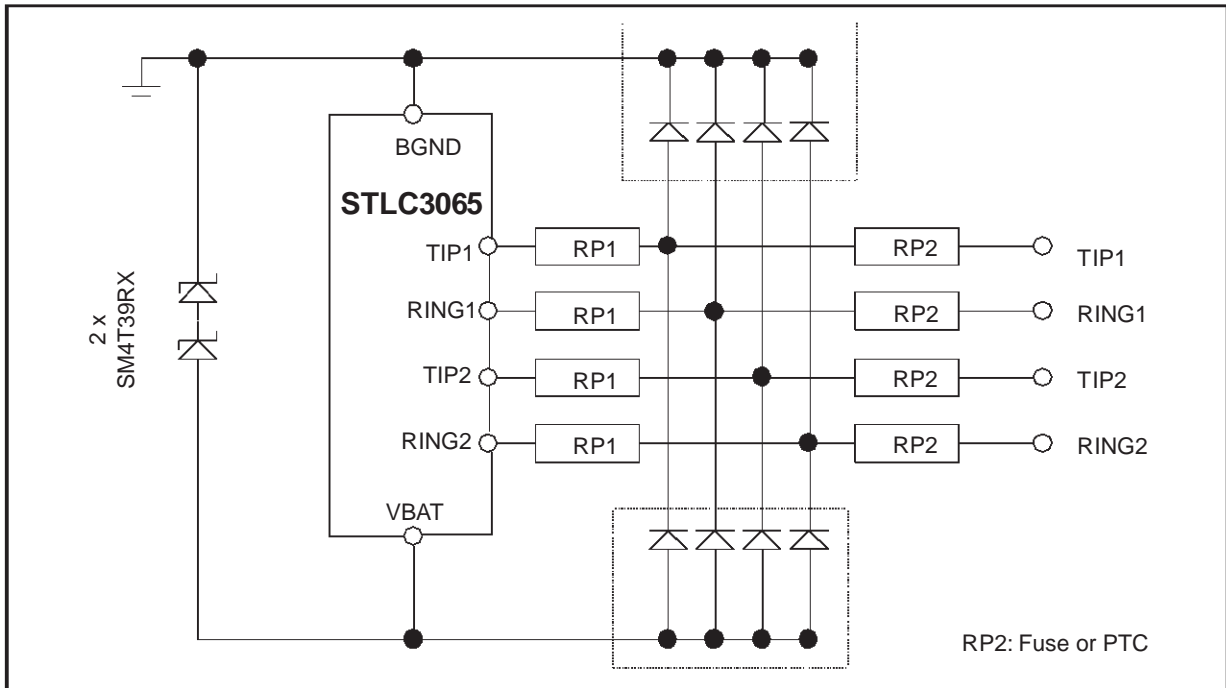 BGND
STLC3065
TIP1 RP1 RP2 TIP1
RING1 RP1 RP2 RING1
TIP2 RP1 RP2 TIP2
RING2 RP1 RP2 RING2
VBAT
2 x
SM4T39RX
RP2: Fuse or PTC